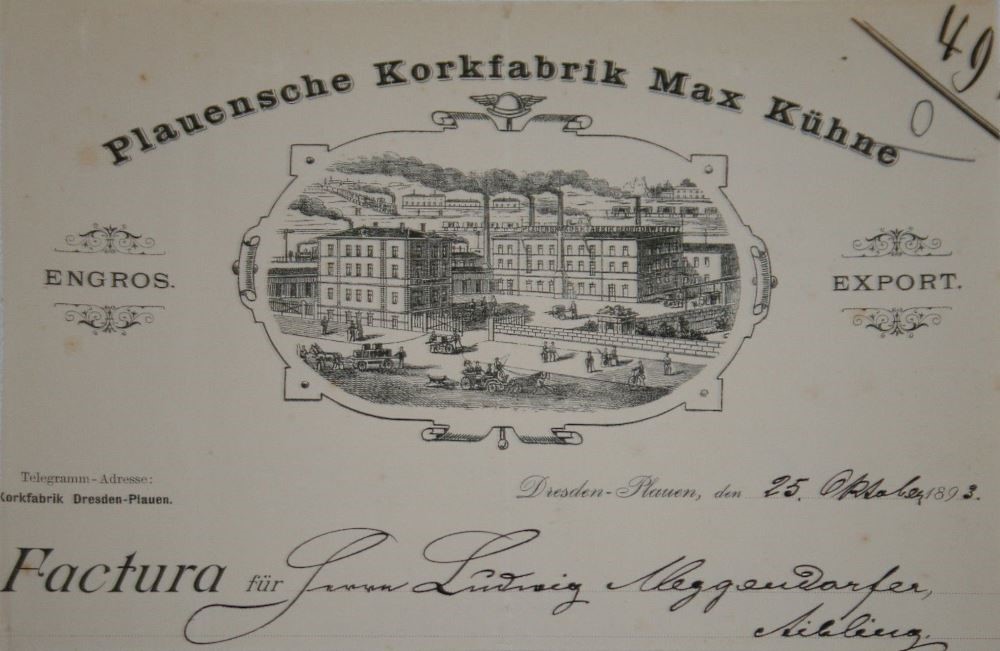 49
0
Plauensche Korkfabrik Max Kühne
ENGROS.
EXPORT.
Telegramm-Adresse:
Korkfabrik Dresden-Plauen.
Dresden-Plauen, den 25. Oktober 1893.
Factura für Herrn Ludwig Meggendorfer,
Aibling.